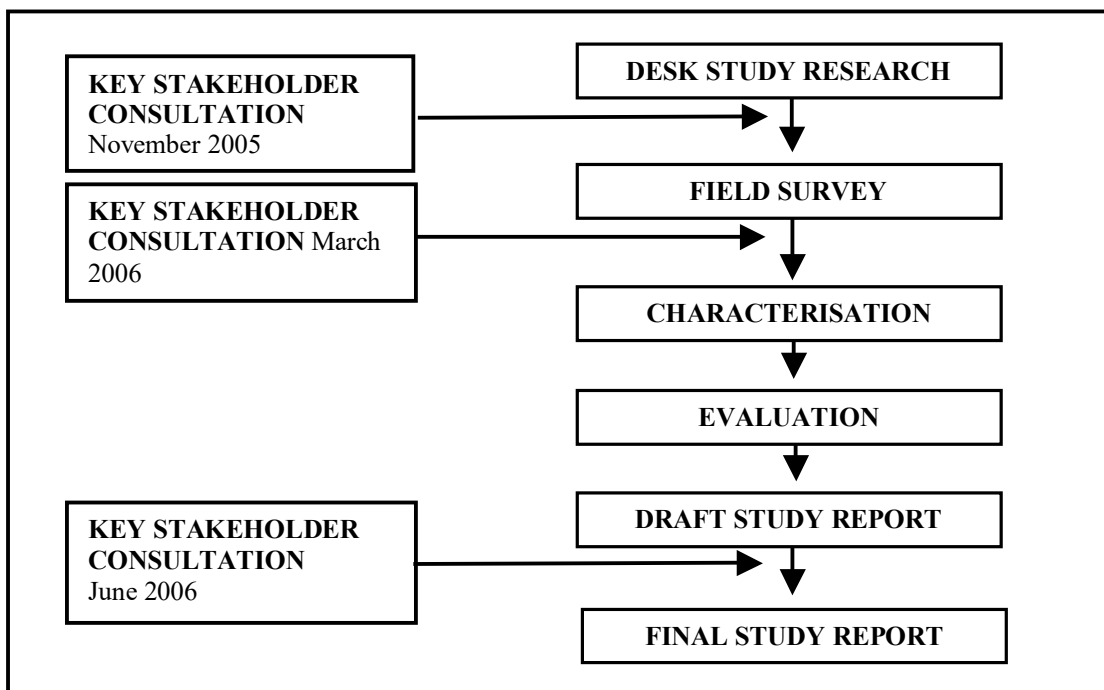 KEY STAKEHOLDER
CONSULTATION
November 2005
DESK STUDY RESEARCH
KEY STAKEHOLDER
CONSULTATION March
2006
FIELD SURVEY
CHARACTERISATION
EVALUATION
KEY STAKEHOLDER
CONSULTATION
June 2006
DRAFT STUDY REPORT
FINAL STUDY REPORT